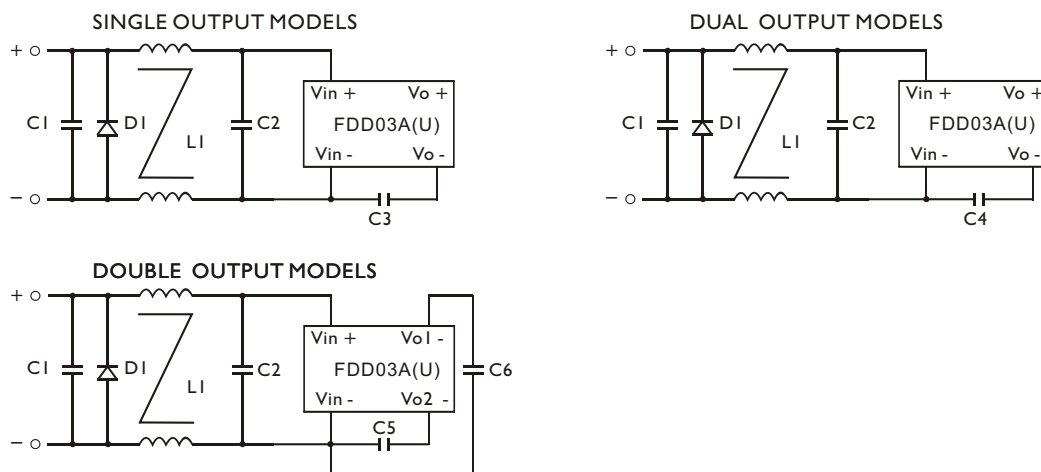 SINGLE OUTPUT MODELS
+
C1
D1
L1
C2
Vin +
Vo +
FDD03A(U)
Vin -
Vo -
–
C3
DUAL OUTPUT MODELS
+
C1
D1
L1
C2
Vin +
Vo +
FDD03A(U)
Vin -
Vo -
–
C4
DOUBLE OUTPUT MODELS
+
C1
D1
L1
C2
Vin +
Vo1 -
FDD03A(U)
C6
Vin -
Vo2 -
–
C5